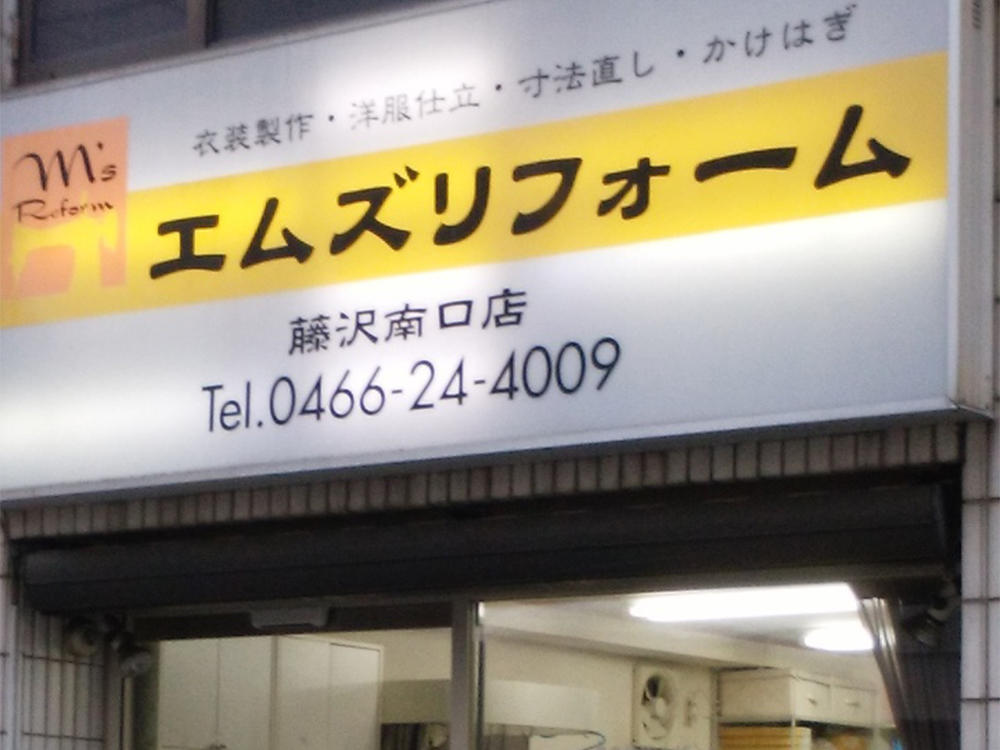 衣装製作・洋服仕立・寸法直し・かけはぎ
M's
Reform
エムズリフォーム
藤沢南口店
Tel.0466-24-4009